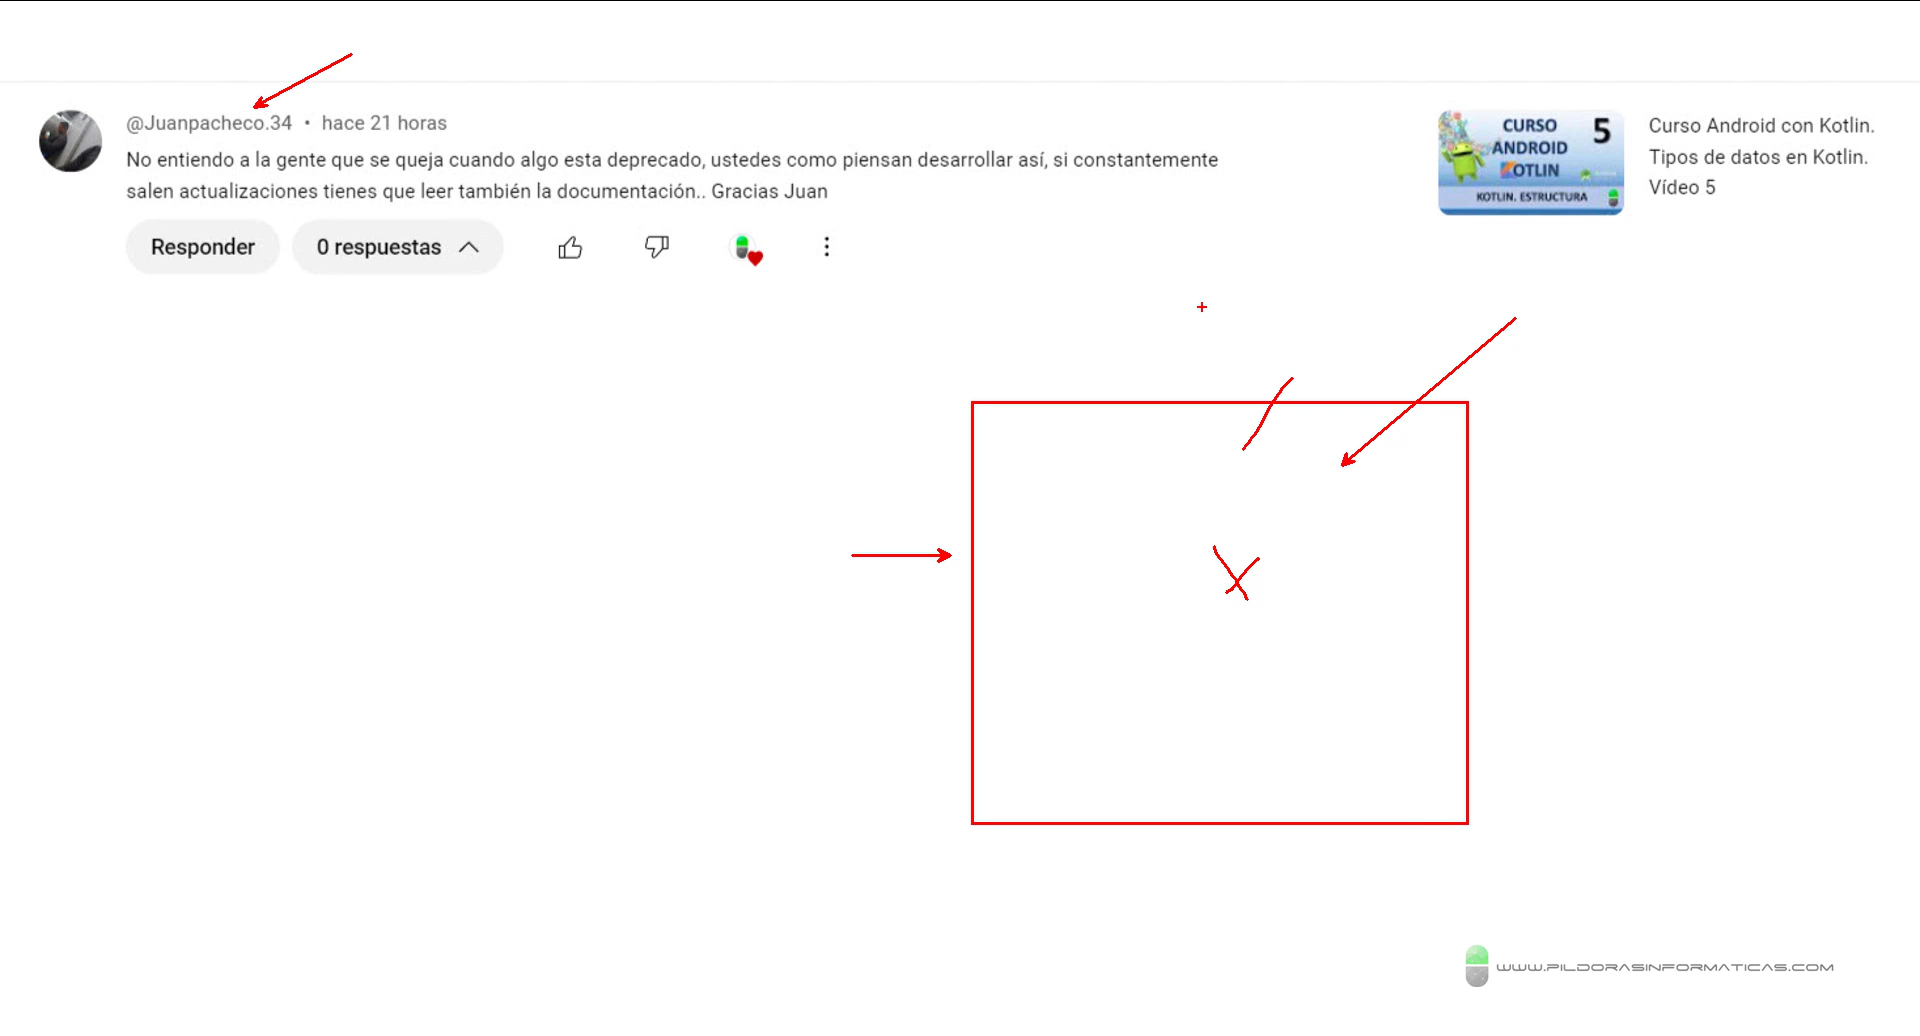 @Juanpacheco.34 • hace 21 horas
No entiendo a la gente que se queja cuando algo esta deprecado, ustedes como piensan desarrollar así, si constantemente
salen actualizaciones tienes que leer también la documentación.. Gracias Juan
Responder
0 respuestas
CURSO
ANDROID
KOTLIN
5
KOTLIN. ESTRUCTURA
Curso Android con Kotlin.
Tipos de datos en Kotlin.
Vídeo 5
WWW.PILDORASINFORMATICAS.COM